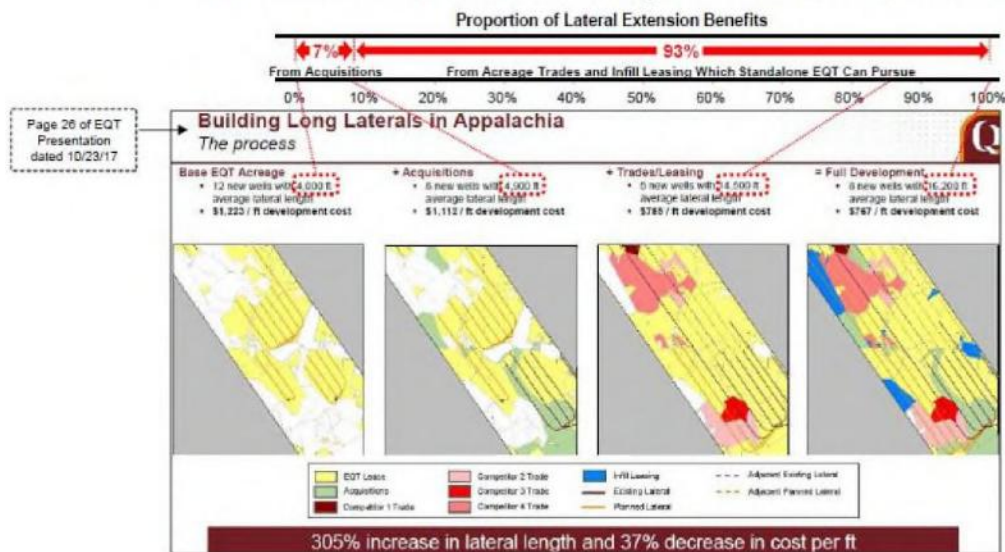 Proportion of Lateral Extension Benefits
7% 93%
From Acquisitions From Acreage Trades and Infill Leasing Which Standalone EQT Can Pursue
0% 10% 20% 30% 40% 50% 60% 70% 80% 90% 100%
Page 26 of EQT
Presentation
dated 10/23/17
Building Long Laterals in Appalachia
The process
Q
Base EQT Acreage
• 12 new wells with 4,000 ft
average lateral length
• $1,223 / ft development cost
+ Acquisitions
• 6 new wells with 4,900 ft
average lateral length
• $1,112 / ft development cost
+ Trades/Leasing
• new wells with 14,500 ft
average lateral length
• $785 / ft development cost
= Full Development
• new wells with 16,200 ft
average lateral length
• $767 / ft development cost
EQT Lease
Acquisitions
Competitor 1 Trade
Competitor 2 Trade
Competitor 3 Trade
Competitor 4 Trade
Infill Leasing
Existing Lateral
Planned Lateral
Adjacent Existing Lateral
Adjacent Planned Lateral
305% increase in lateral length and 37% decrease in cost per ft